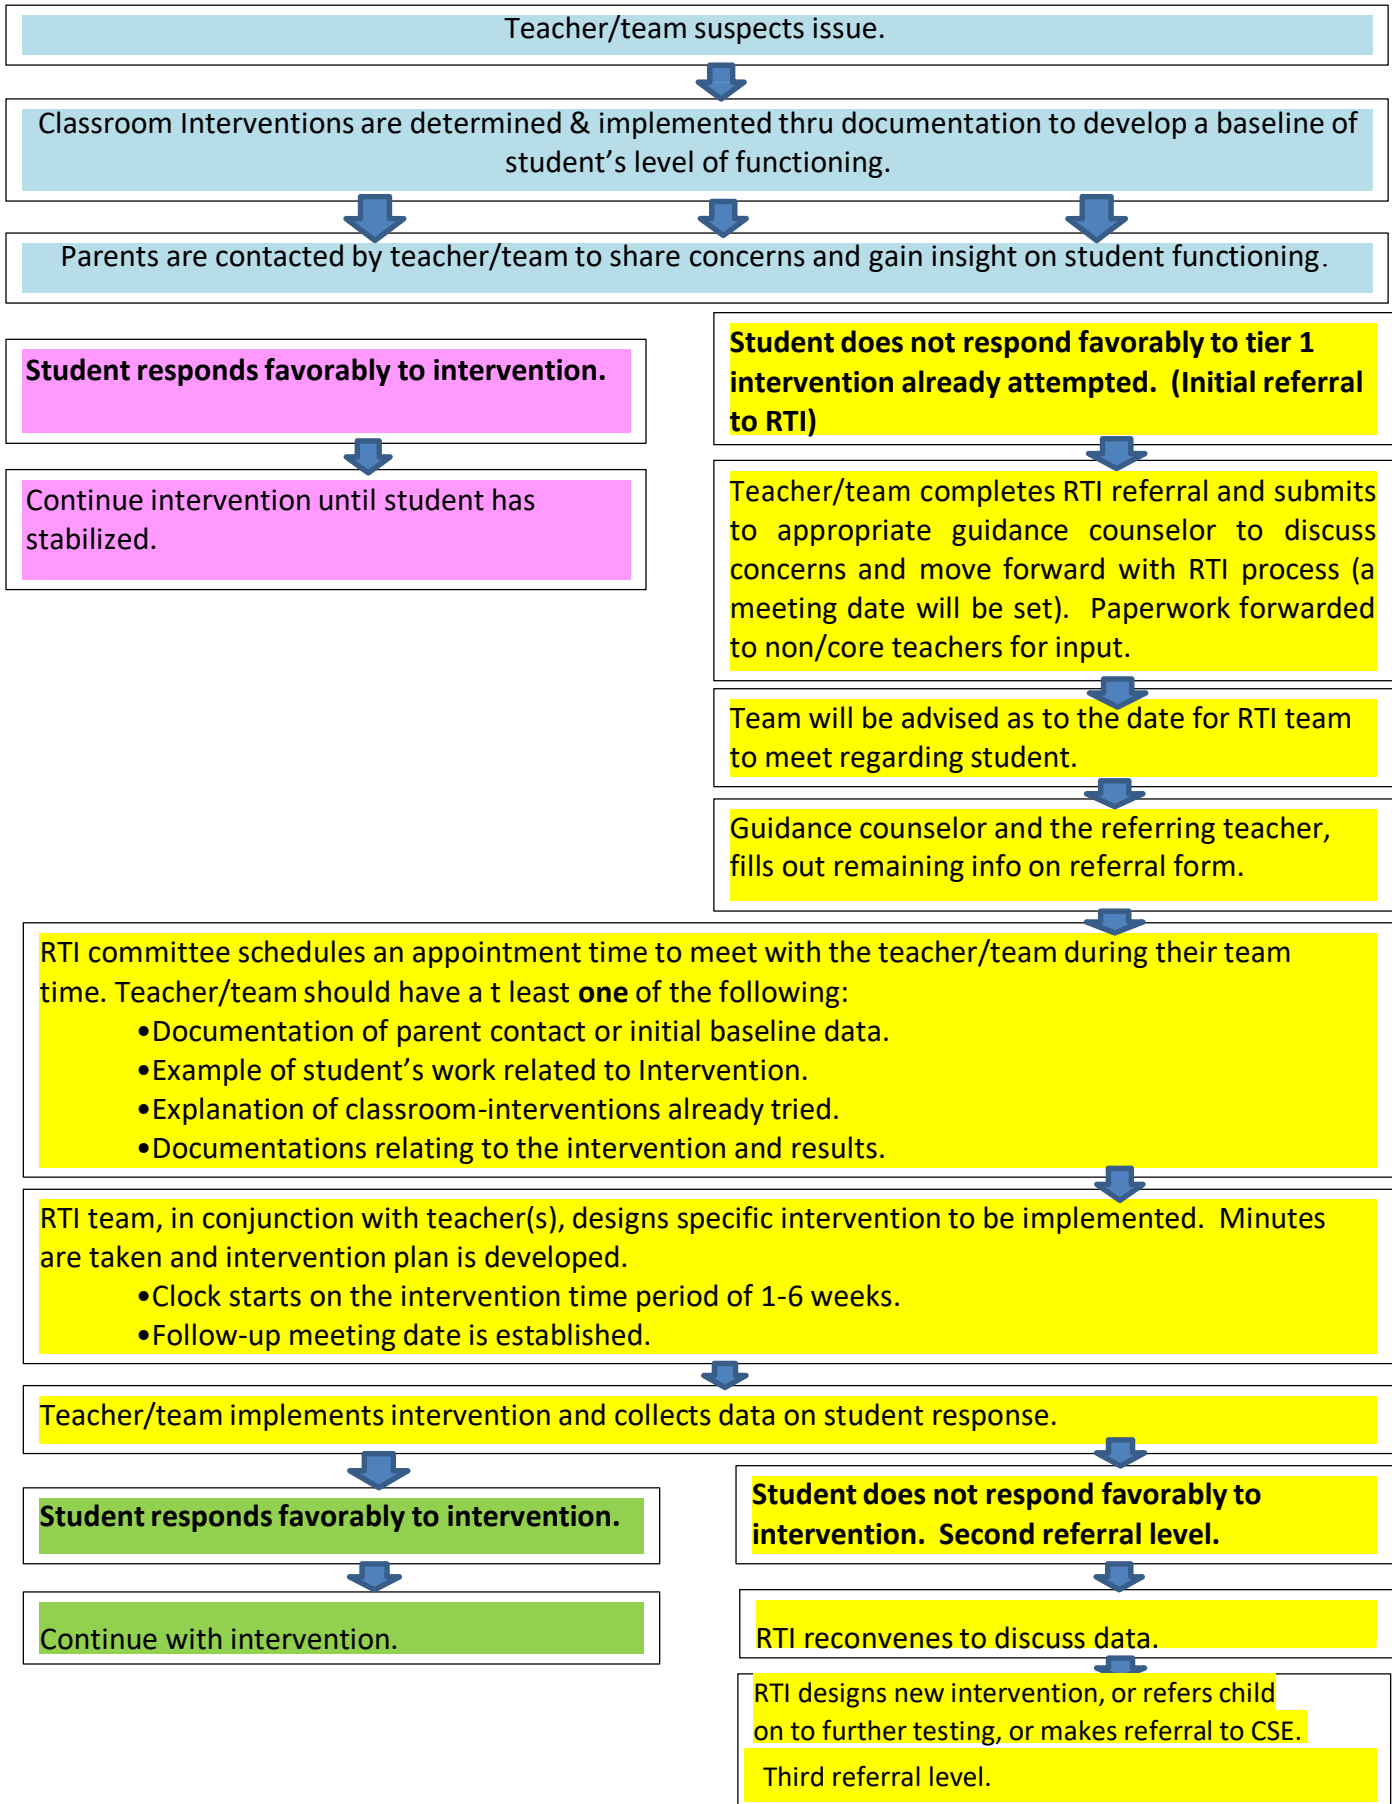 Teacher/team suspects issue.
Classroom Interventions are determined & implemented thru documentation to develop a baseline of
student’s level of functioning.
Parents are contacted by teacher/team to share concerns and gain insight on student functioning.
Student responds favorably to intervention.
Continue intervention until student has
stabilized.
Student does not respond favorably to tier 1
intervention already attempted.  (Initial referral
to RTI)
Teacher/team completes RTI referral and submits
to appropriate guidance counselor to discuss
concerns and move forward with RTI process (a
meeting date will be set).  Paperwork forwarded
to non/core teachers for input.
Team will be advised as to the date for RTI team
to meet regarding student.
Guidance counselor and the referring teacher,
fills out remaining info on referral form.
RTI committee schedules an appointment time to meet with the teacher/team during their team
time. Teacher/team should have a t least one of the following:
•Documentation of parent contact or initial baseline data.
•Example of student’s work related to Intervention.
•Explanation of classroom-interventions already tried.
•Documentations relating to the intervention and results.
RTI team, in conjunction with teacher(s), designs specific intervention to be implemented.  Minutes
are taken and intervention plan is developed.
•Clock starts on the intervention time period of 1-6 weeks.
•Follow-up meeting date is established.
Teacher/team implements intervention and collects data on student response.
Student responds favorably to intervention.
Continue with intervention.
Student does not respond favorably to
intervention.  Second referral level.
RTI reconvenes to discuss data.
RTI designs new intervention, or refers child
on to further testing, or makes referral to CSE.
Third referral level.